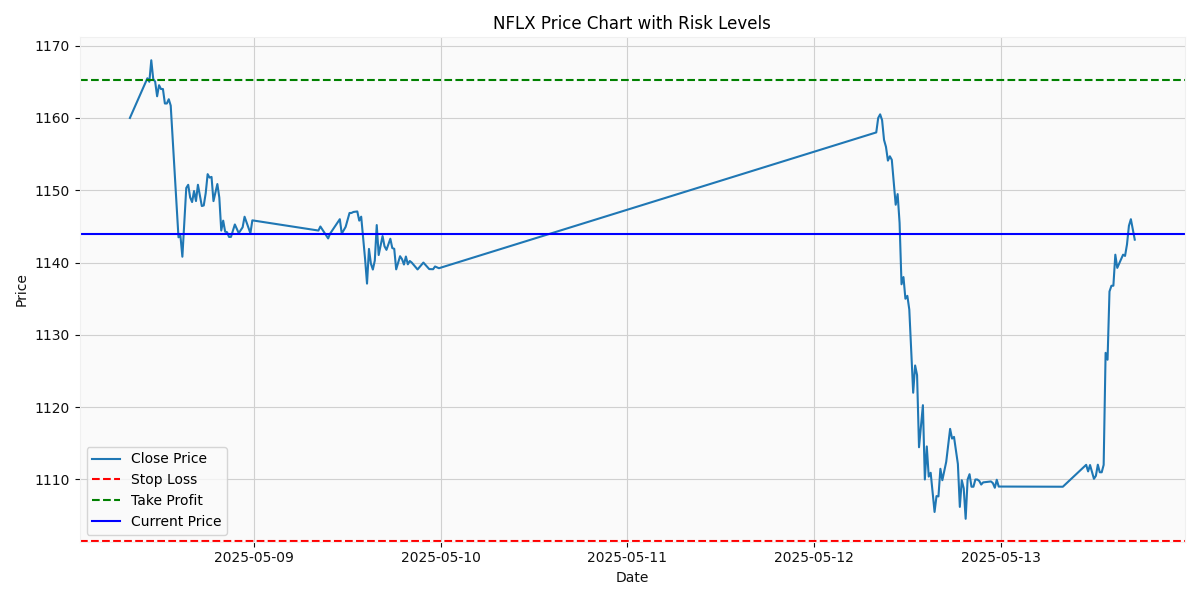 NFLX Price Chart with Risk Levels
Price
1170
1160
1150
1140
1130
1120
1110
Close Price
Stop Loss
Take Profit
Current Price
2025-05-09
2025-05-10
2025-05-11
2025-05-12
2025-05-13
Date